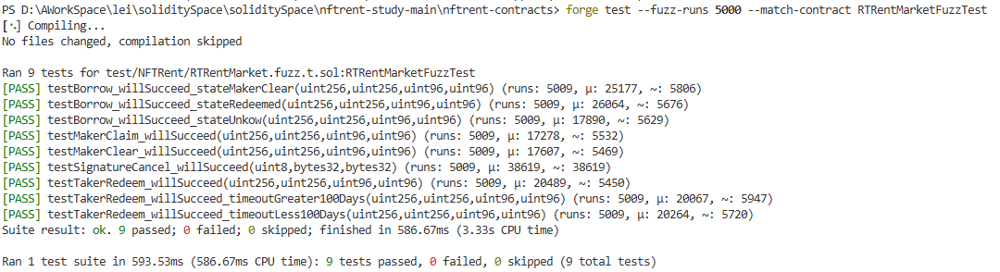 PS D:\AWorkSpace\lei\soliditySpace\soliditySpace\nftrent-study-main\nftrent-contracts> forge test --fuzz-runs 5000 --match-contract RTRentMarketFuzzTest
[⠊] Compiling...
No files changed, compilation skipped
Ran 9 tests for test/NFTRent/RTRentMarket.fuzz.t.sol:RTRentMarketFuzzTest
[PASS] testBorrow_willSucceed_stateMakerClear(uint256,uint256,uint96,uint96) (runs: 5009, μ: 25177, ~: 5806)
[PASS] testBorrow_willSucceed_stateRedeemed(uint256,uint256,uint96,uint96) (runs: 5009, μ: 26064, ~: 5676)
[PASS] testBorrow_willSucceed_stateUnkow(uint256,uint256,uint96,uint96) (runs: 5009, μ: 17890, ~: 5629)
[PASS] testMakerClaim_willSucceed(uint256,uint256,uint96,uint96) (runs: 5009, μ: 17278, ~: 5532)
[PASS] testMakerClear_willSucceed(uint256,uint256,uint96,uint96) (runs: 5009, μ: 17607, ~: 5469)
[PASS] testSignatureCancel_willSucceed(uint8,bytes32,bytes32) (runs: 5009, μ: 38619, ~: 38619)
[PASS] testTakerRedeem_willSucceed(uint256,uint256,uint96,uint96) (runs: 5009, μ: 20489, ~: 5450)
[PASS] testTakerRedeem_willSucceed_timeoutGreater100Days(uint256,uint256,uint96,uint96) (runs: 5009, μ: 20067, ~: 5947)
[PASS] testTakerRedeem_willSucceed_timeoutLess100Days(uint256,uint256,uint96,uint96) (runs: 5009, μ: 20264, ~: 5720)
Suite result: ok. 9 passed; 0 failed; 0 skipped; finished in 586.67ms (3.33s CPU time)
Ran 1 test suite in 593.53ms (586.67ms CPU time): 9 tests passed, 0 failed, 0 skipped (9 total tests)